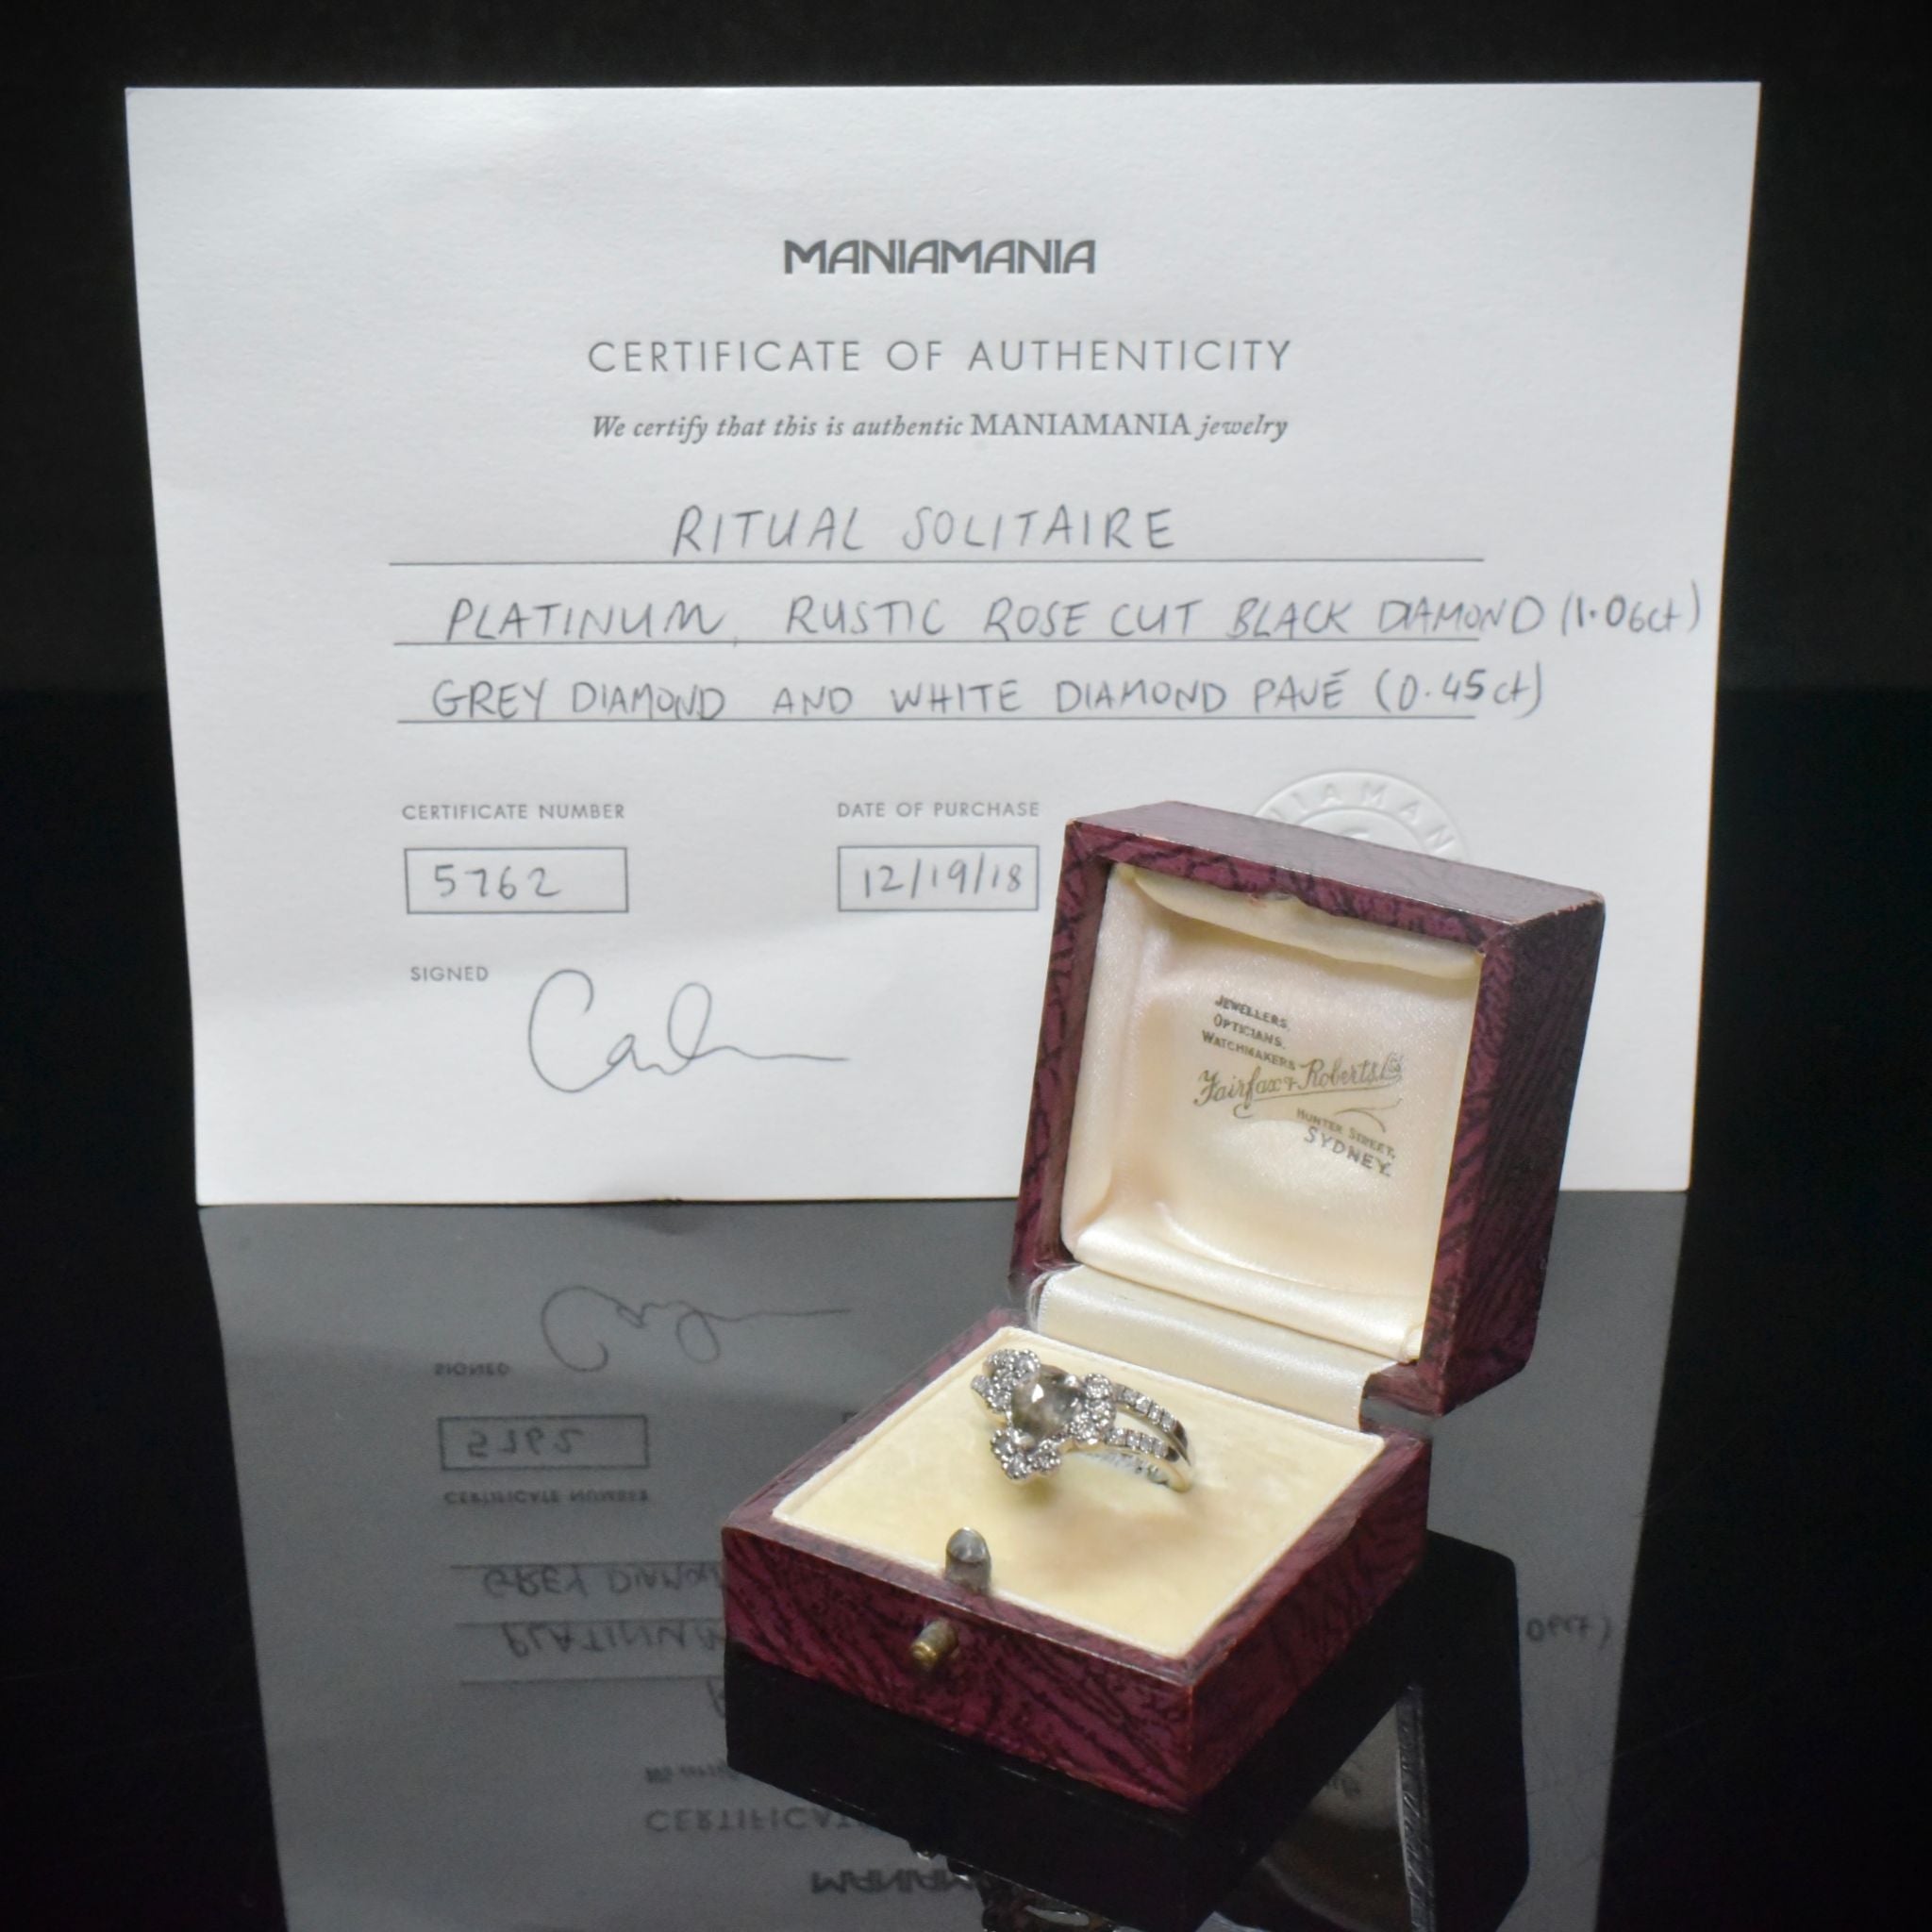 MANIAMANIA
CERTIFICATE OF AUTHENTICITY
We certify that this is authentic MANIAMANIA jewelry
RITUAL SOLITAIRE
PLATINUM, RUSTIC ROSE CUT BLACK DIAMOND (1.06ct)
GREY DIAMOND AND WHITE DIAMOND PAVÉ (0.45ct)
CERTIFICATE NUMBER
5762
DATE OF PURCHASE
12/19/18
SIGNED
JEWELLERS,
OPTICIANS,
WATCHMAKERS
Fairfax & Roberts Ltd
HUNTER STREET,
SYDNEY.